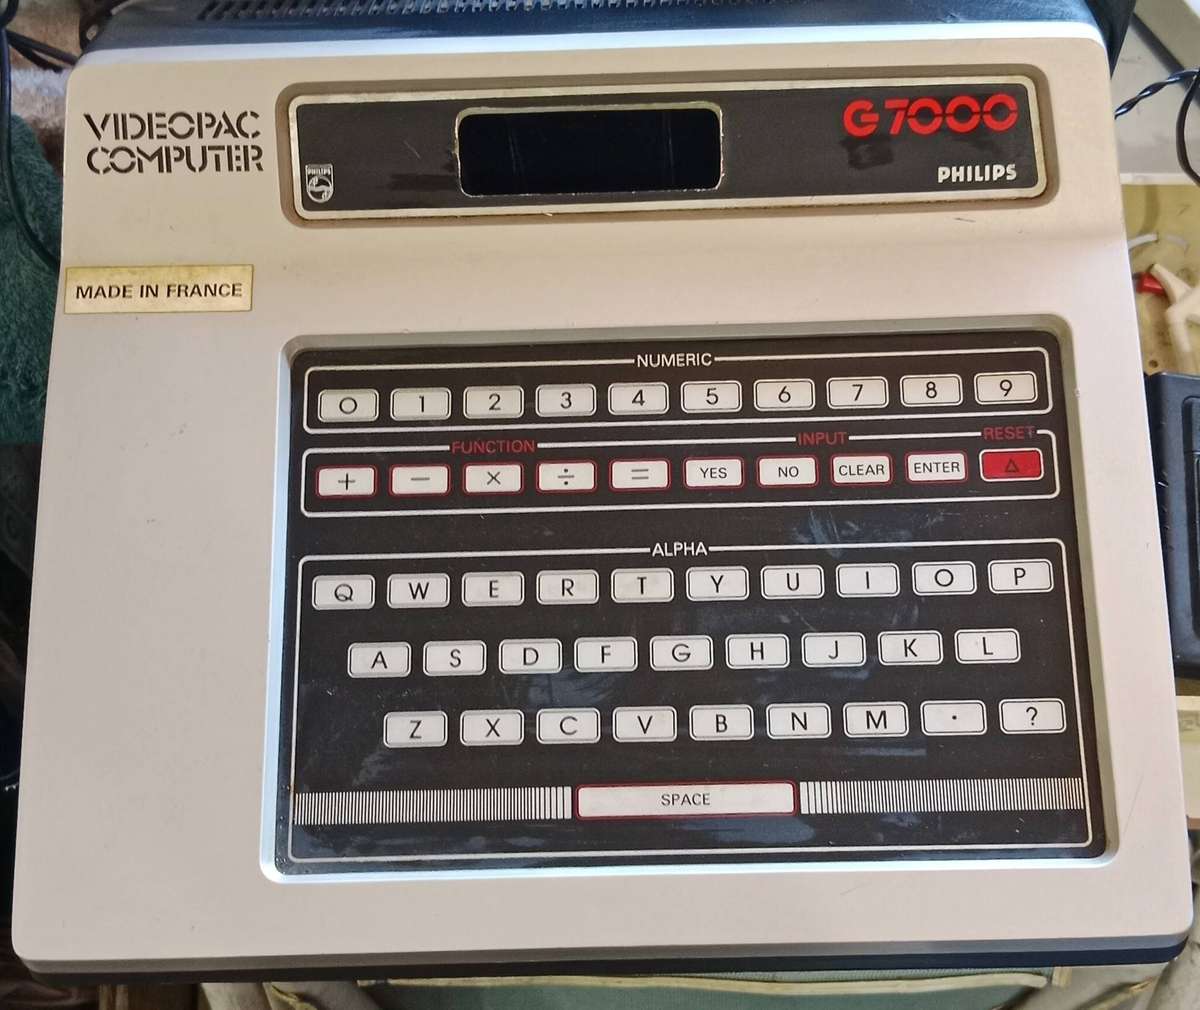 VIDEOPAC
COMPUTER
G7000
PHILIPS
PHILIPS
MADE IN FRANCE
NUMERIC
0 1 2 3 4 5 6 7 8 9
FUNCTION INPUT RESET
+ − × ÷ = YES NO CLEAR ENTER △
ALPHA
Q W E R T Y U I O P
A S D F G H J K L
Z X C V B N M . ?
SPACE